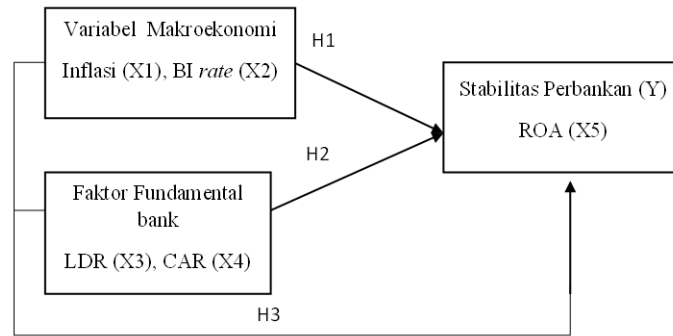 Variabel Makroekonomi
Inflasi (X1), BI rate (X2)
H1
Stabilitas Perbankan (Y)
ROA (X5)
H2
Faktor Fundamental
bank
LDR (X3), CAR (X4)
H3